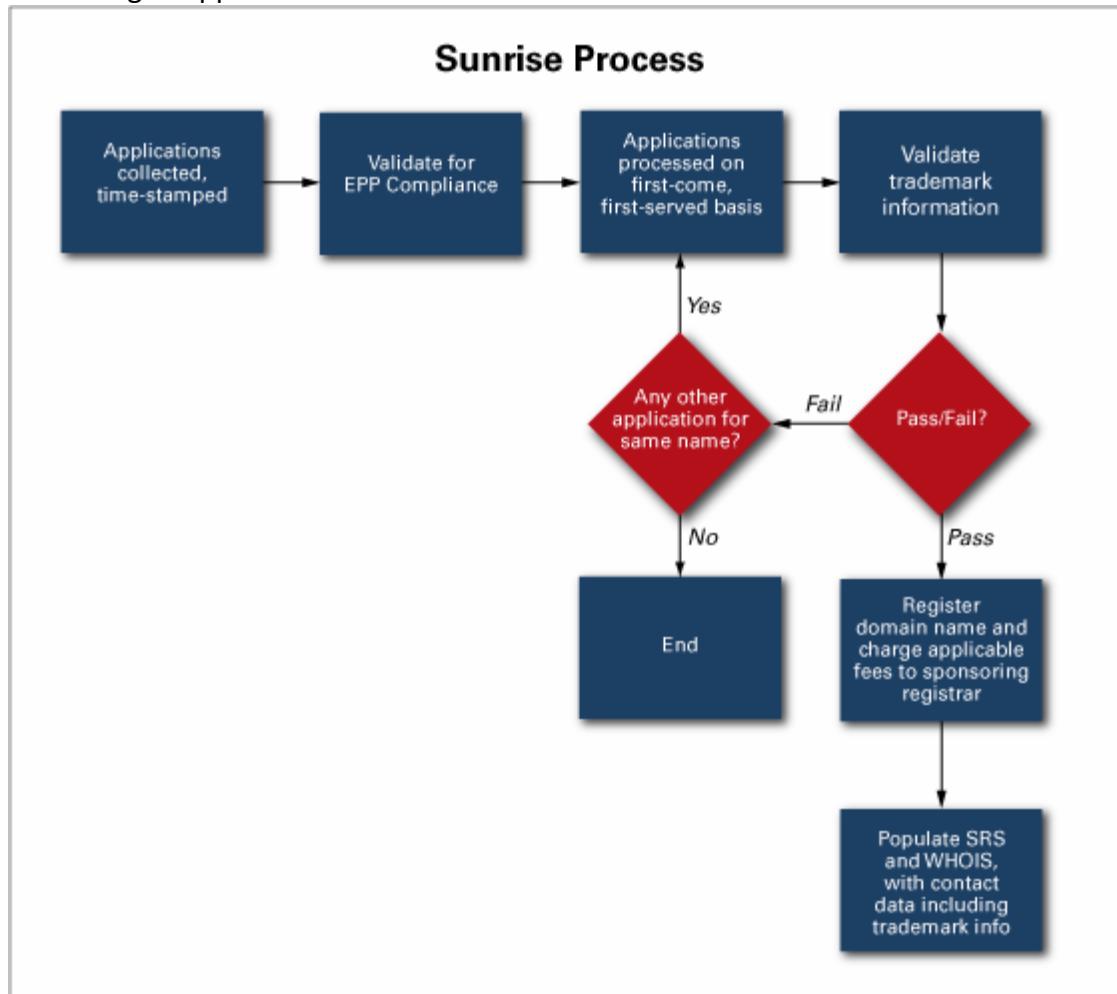 Sunrise Process
Applications
collected,
time-stamped
Validate for
EPP Compliance
Applications
processed on
first-come,
first-served basis
Validate
trademark
information
Yes
Any other
application for
same name?
Fail
Pass/Fail?
No
Pass
End
Register
domain name and
charge applicable
fees to sponsoring
registrar
Populate SRS
and WHOIS,
with contact
data including
trademark info